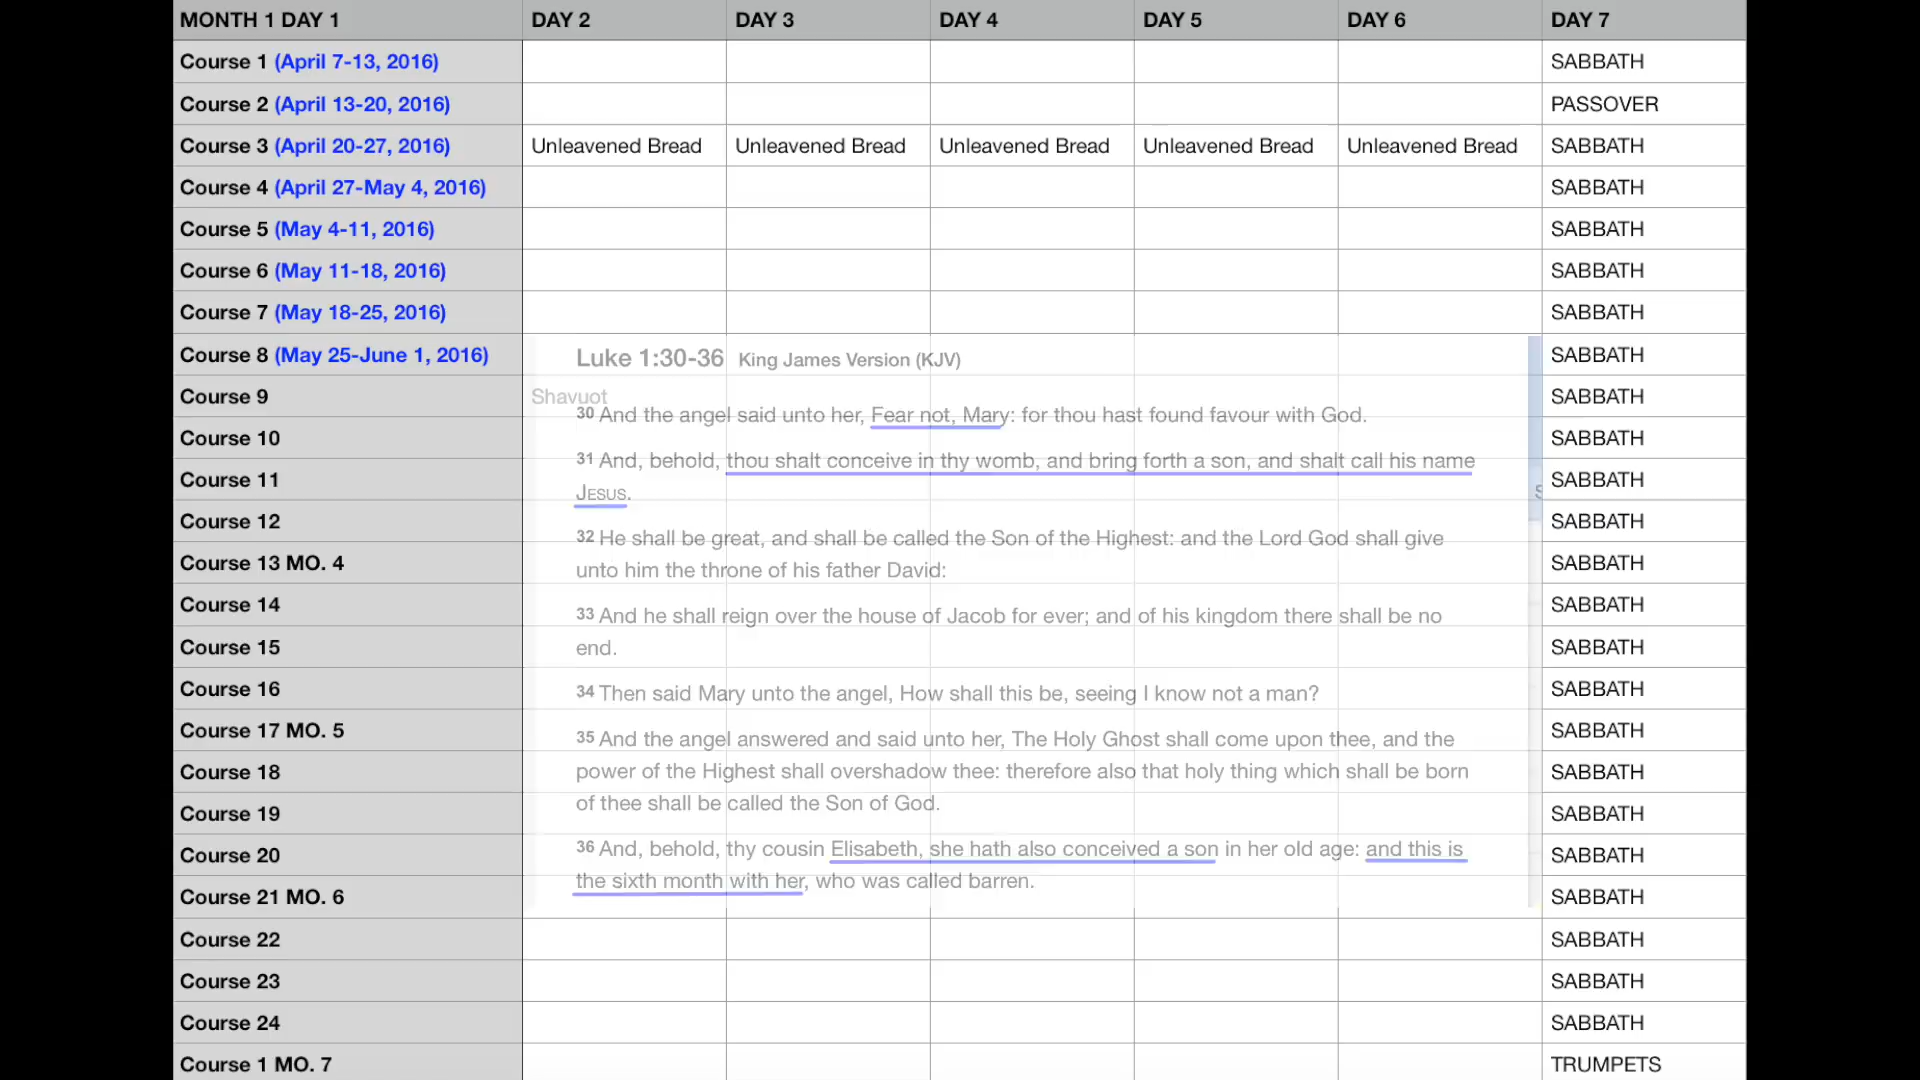 MONTH 1 DAY 1 DAY 2 DAY 3 DAY 4 DAY 5 DAY 6 DAY 7
Course 1 (April 7-13, 2016) SABBATH
Course 2 (April 13-20, 2016) PASSOVER
Course 3 (April 20-27, 2016) Unleavened Bread Unleavened Bread Unleavened Bread Unleavened Bread Unleavened Bread SABBATH
Course 4 (April 27-May 4, 2016) SABBATH
Course 5 (May 4-11, 2016) SABBATH
Course 6 (May 11-18, 2016) SABBATH
Course 7 (May 18-25, 2016) SABBATH
Course 8 (May 25-June 1, 2016) SABBATH
Course 9 Shavuot SABBATH
Course 10 SABBATH
Course 11 SABBATH
Course 12 SABBATH
Course 13 MO. 4 SABBATH
Course 14 SABBATH
Course 15 SABBATH
Course 16 SABBATH
Course 17 MO. 5 SABBATH
Course 18 SABBATH
Course 19 SABBATH
Course 20 SABBATH
Course 21 MO. 6 SABBATH
Course 22 SABBATH
Course 23 SABBATH
Course 24 SABBATH
Course 1 MO. 7 TRUMPETS
Luke 1:30-36 King James Version (KJV)
30 And the angel said unto her, Fear not, Mary: for thou hast found favour with God.
31 And, behold, thou shalt conceive in thy womb, and bring forth a son, and shalt call his name
JESUS.
32 He shall be great, and shall be called the Son of the Highest: and the Lord God shall give
unto him the throne of his father David:
33 And he shall reign over the house of Jacob for ever; and of his kingdom there shall be no
end.
34 Then said Mary unto the angel, How shall this be, seeing I know not a man?
35 And the angel answered and said unto her, The Holy Ghost shall come upon thee, and the
power of the Highest shall overshadow thee: therefore also that holy thing which shall be born
of thee shall be called the Son of God.
36 And, behold, thy cousin Elisabeth, she hath also conceived a son in her old age: and this is
the sixth month with her, who was called barren.